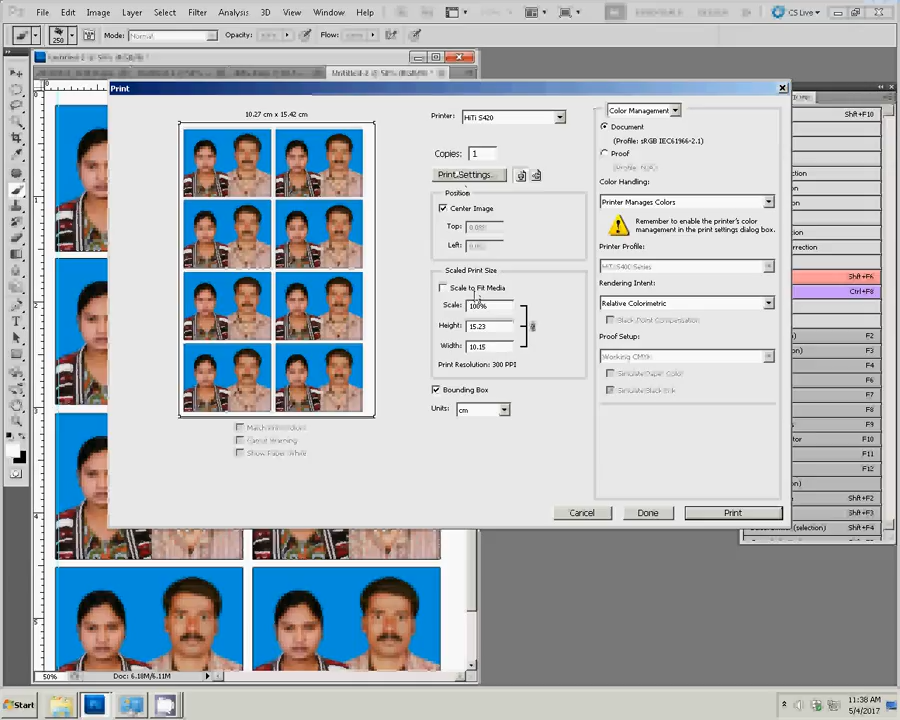 Ps File Edit Image Layer Select Filter Analysis 3D View Window Help
CS Live
250 Mode: Normal Opacity: Flow:
Print
10.27 cm x 15.42 cm
Printer: HiTi S420
Copies: 1
Print Settings...
Position
Center Image
Top: 0.088
Left:
Scaled Print Size
Scale to Fit Media
Scale: 100%
Height: 15.23
Width: 10.15
Print Resolution: 300 PPI
Bounding Box
Units: cm
Match Print Colors
Gamut Warning
Show Paper White
Color Management
Document
(Profile: sRGB IEC61966-2.1)
Proof
(Profile: N/A)
Color Handling:
Printer Manages Colors
Remember to enable the printer's color
management in the print settings dialog box.
Printer Profile:
HiTi S400 Series
Rendering Intent:
Relative Colorimetric
Black Point Compensation
Proof Setup:
Working CMYK
Simulate Paper Color
Simulate Black Ink
Cancel Done Print
Shft+F10
Shft+F6
Ctrl+F8
F2
F3
F5
F6
F10
F11
F12
Shft+F2
Shft+F3
(selection) Shft+F4
50% Doc: 6.18M/6.11M
Start
11:38 AM
5/4/2017